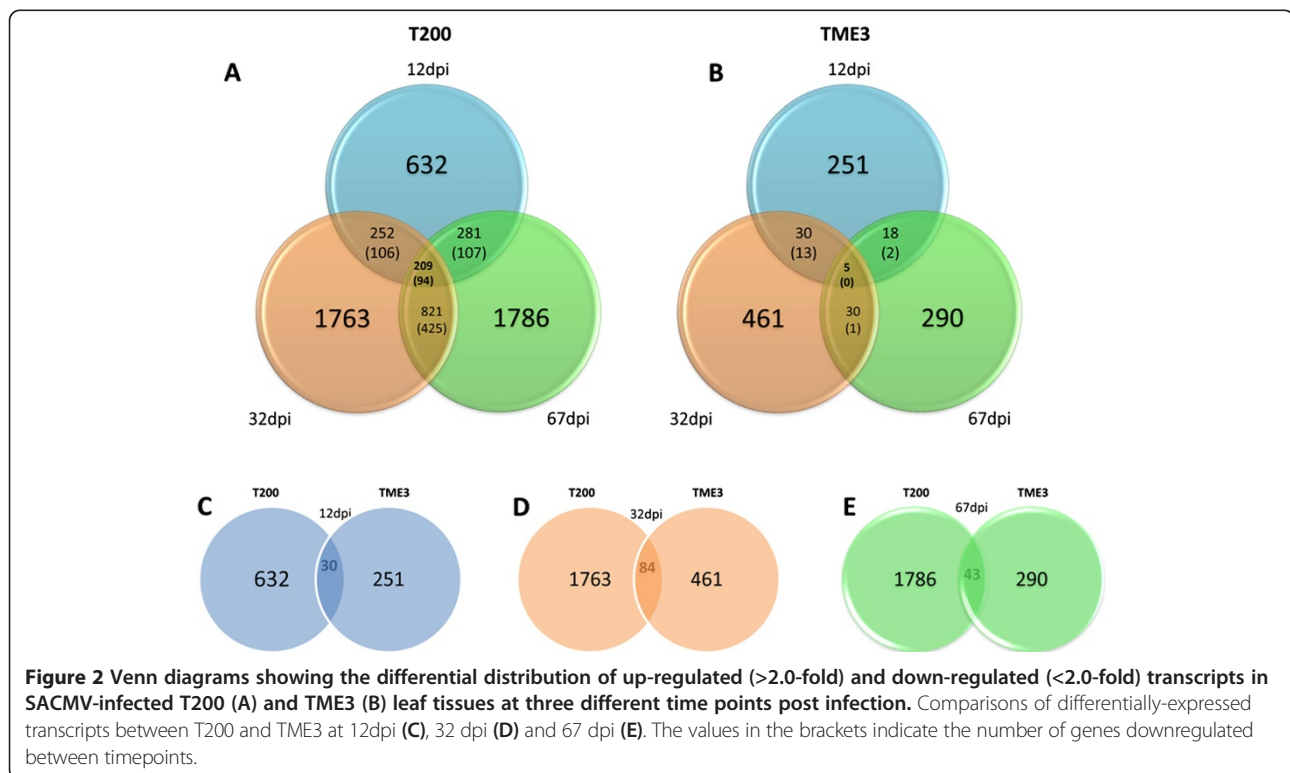 T200
TME3
A
12dpi
B
12dpi
632
251
252
(106)
281
(107)
30
(13)
18
(2)
209
(94)
5
(0)
1763
821
(425)
1786
461
30
(1)
290
32dpi
67dpi
32dpi
67dpi
C
T200
TME3
12dpi
632
30
251
D
T200
TME3
32dpi
1763
84
461
E
T200
TME3
67dpi
1786
43
290
Figure 2 Venn diagrams showing the differential distribution of up-regulated (>2.0-fold) and down-regulated (<2.0-fold) transcripts in
SACMV-infected T200 (A) and TME3 (B) leaf tissues at three different time points post infection. Comparisons of differentially-expressed
transcripts between T200 and TME3 at 12dpi (C), 32 dpi (D) and 67 dpi (E). The values in the brackets indicate the number of genes downregulated
between timepoints.